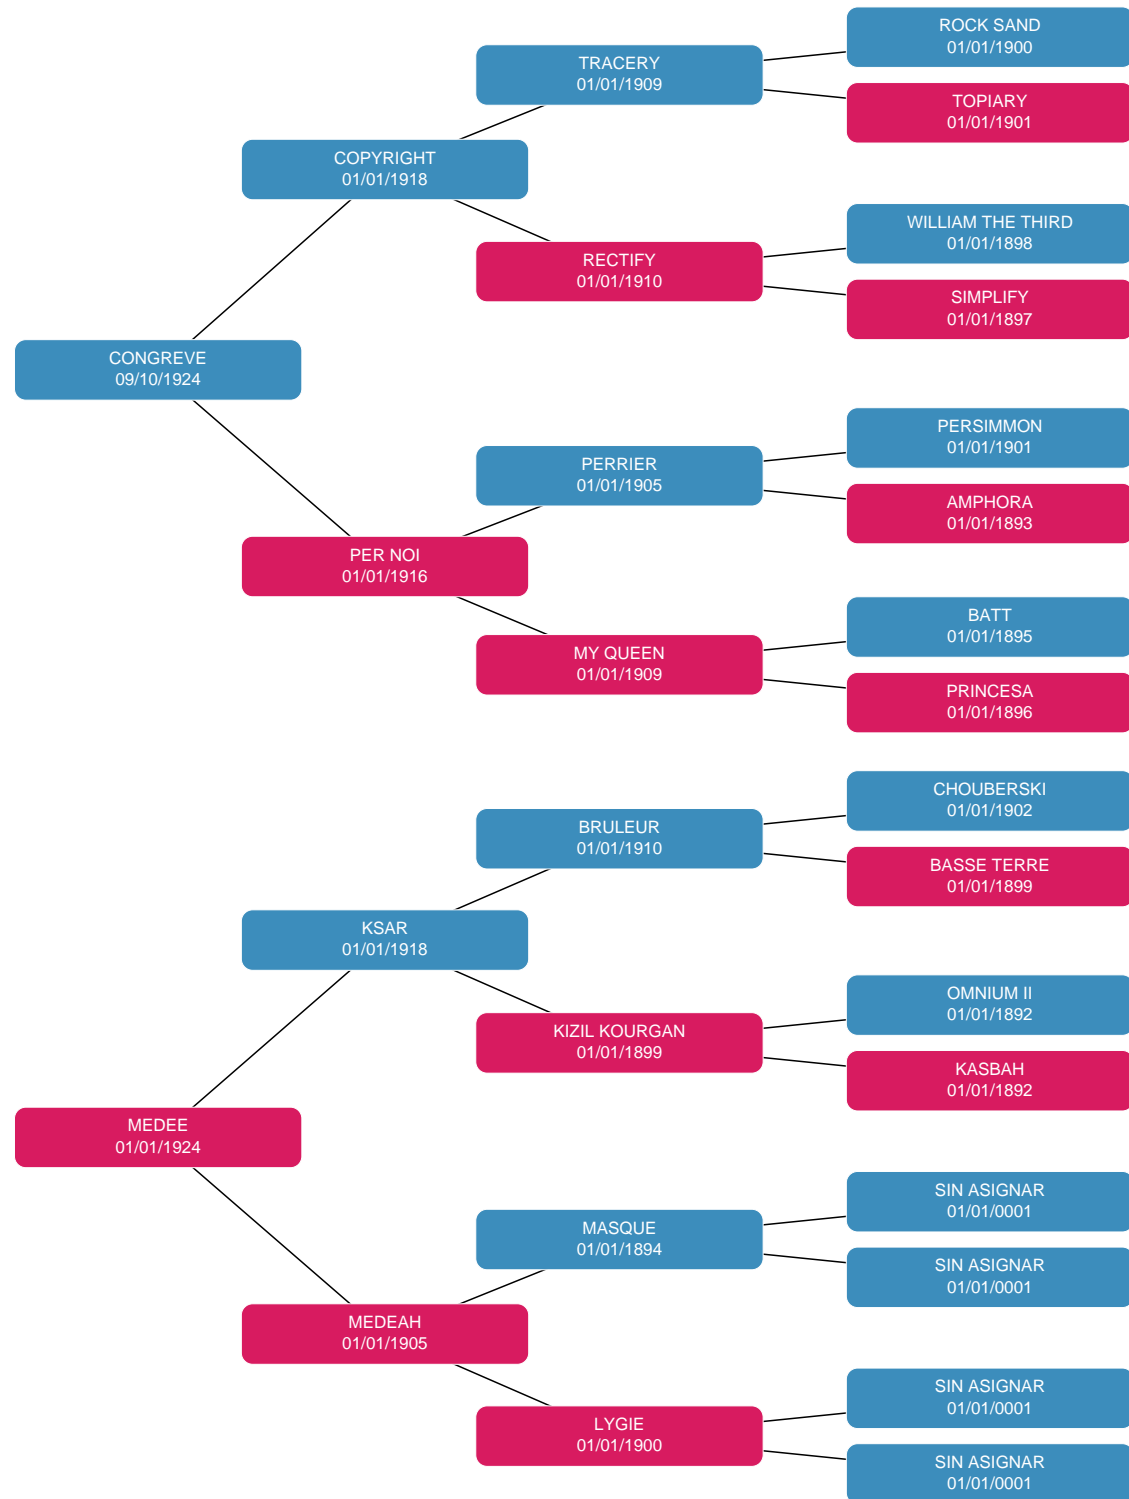 ROCK SAND
01/01/1900
TRACERY
01/01/1909
TOPIARY
01/01/1901
COPYRIGHT
01/01/1918
WILLIAM THE THIRD
01/01/1898
RECTIFY
01/01/1910
SIMPLIFY
01/01/1897
CONGREVE
09/10/1924
PERSIMMON
01/01/1901
PERRIER
01/01/1905
AMPHORA
01/01/1893
PER NOI
01/01/1916
BATT
01/01/1895
MY QUEEN
01/01/1909
PRINCESA
01/01/1896
CHOUBERSKI
01/01/1902
BRULEUR
01/01/1910
BASSE TERRE
01/01/1899
KSAR
01/01/1918
OMNIUM II
01/01/1892
KIZIL KOURGAN
01/01/1899
KASBAH
01/01/1892
MEDEE
01/01/1924
SIN ASIGNAR
01/01/0001
MASQUE
01/01/1894
SIN ASIGNAR
01/01/0001
MEDEAH
01/01/1905
SIN ASIGNAR
01/01/0001
LYGIE
01/01/1900
SIN ASIGNAR
01/01/0001